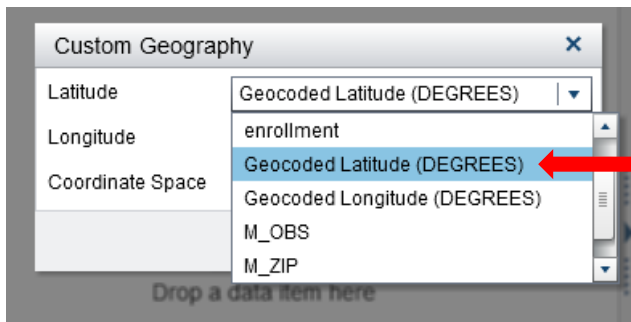 Custom Geography ×
Latitude Geocoded Latitude (DEGREES)
Longitude enrollment
Geocoded Latitude (DEGREES)
Coordinate Space Geocoded Longitude (DEGREES)
M_OBS
M_ZIP
Drop a data item here